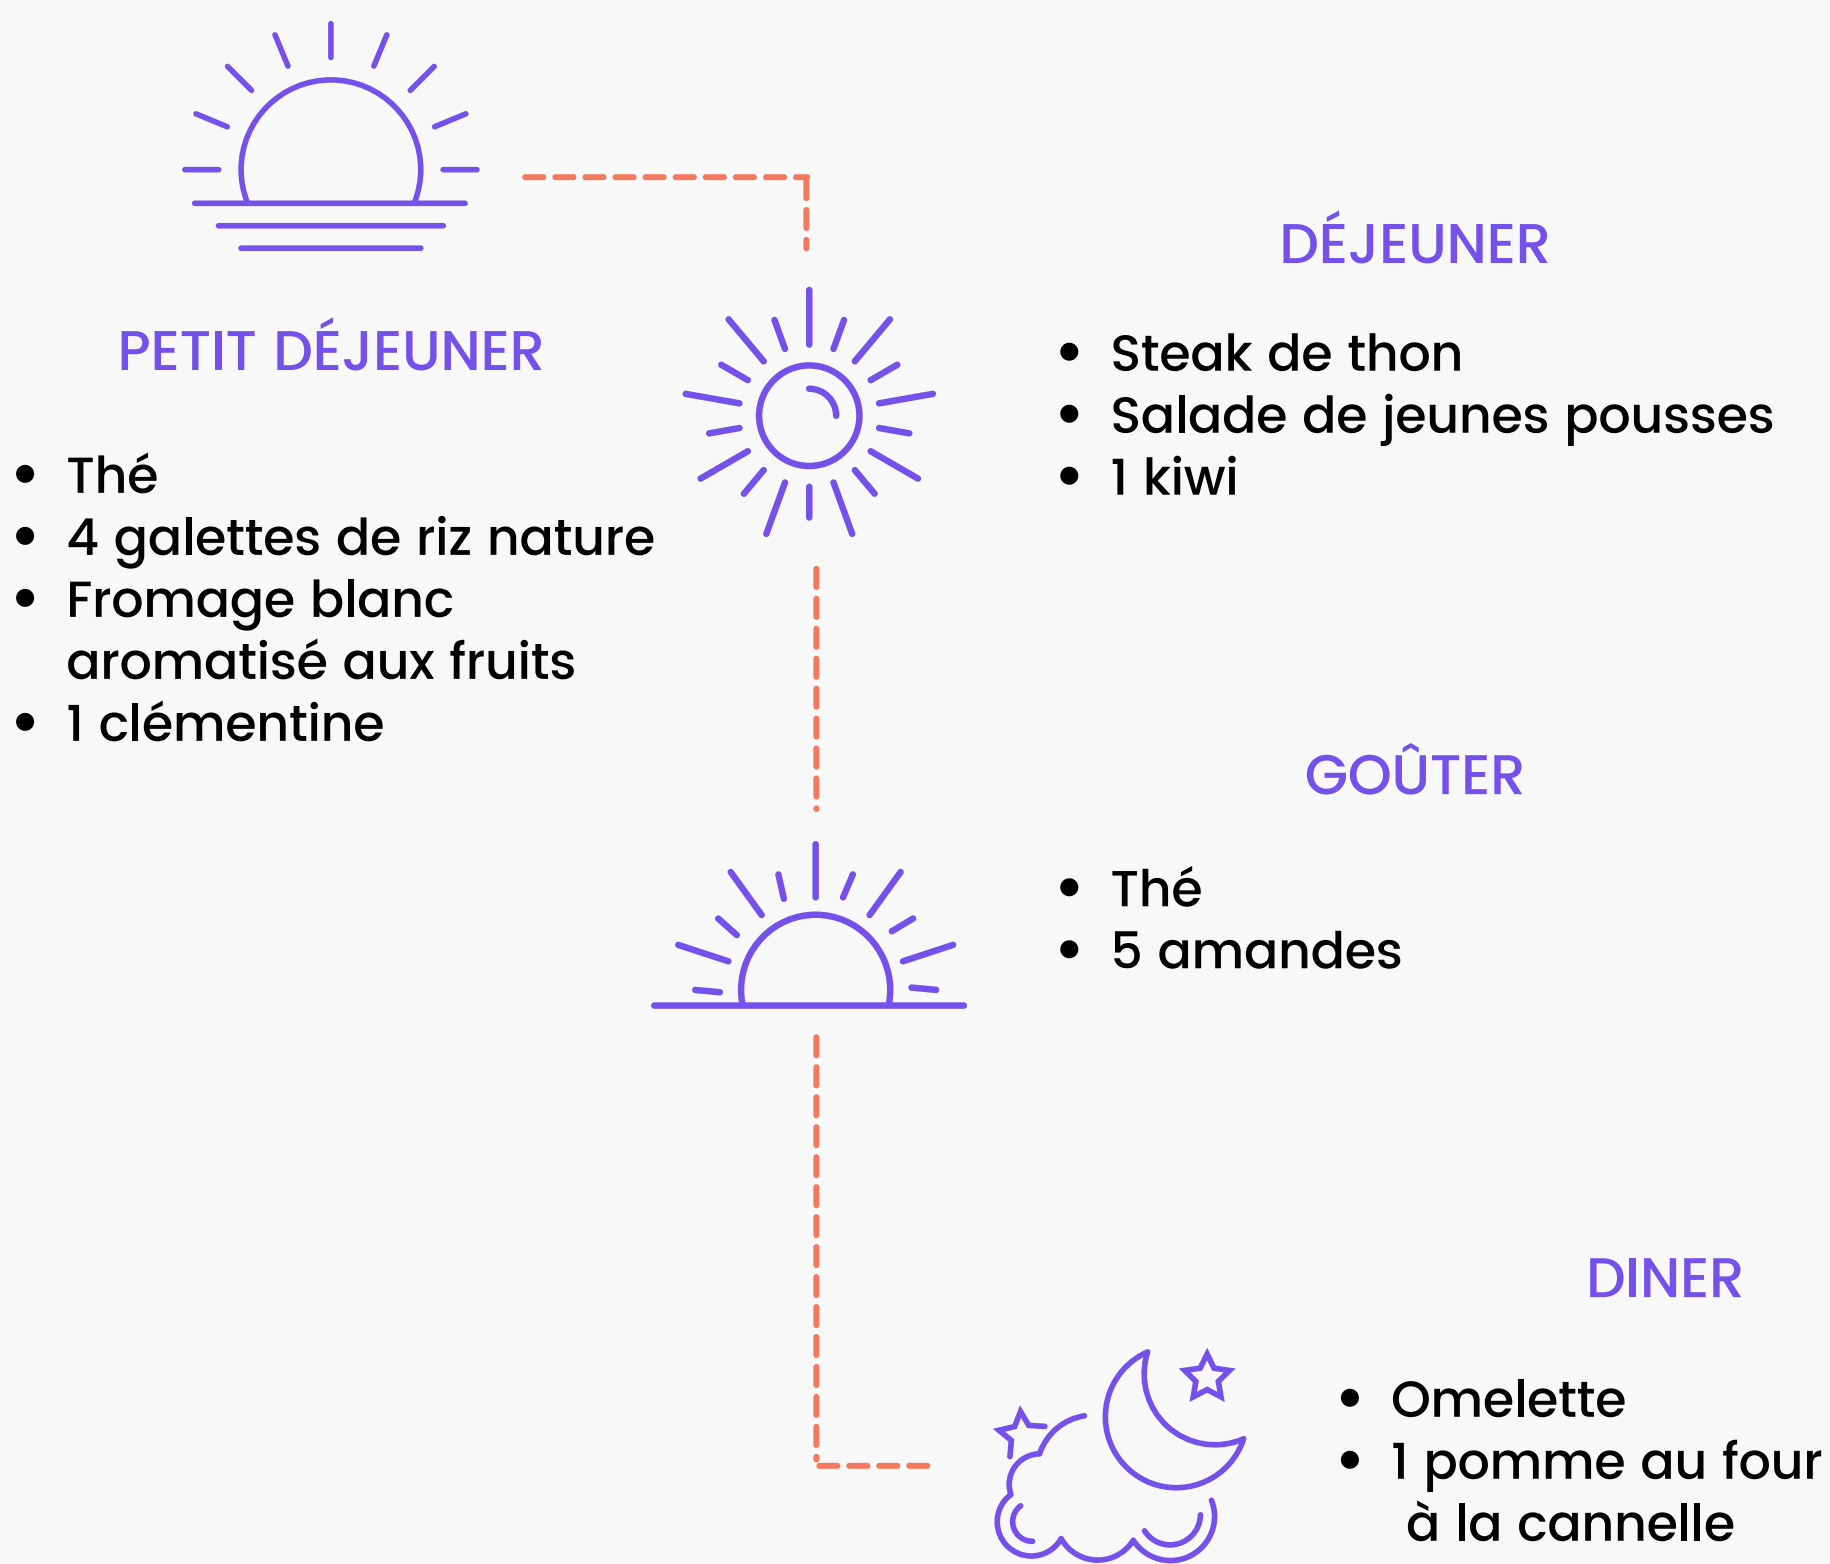 PETIT DÉJEUNER
• Thé
• 4 galettes de riz nature
• Fromage blanc
aromatisé aux fruits
• 1 clémentine
DÉJEUNER
• Steak de thon
• Salade de jeunes pousses
• 1 kiwi
GOÛTER
• Thé
• 5 amandes
DINER
• Omelette
• 1 pomme au four
à la cannelle